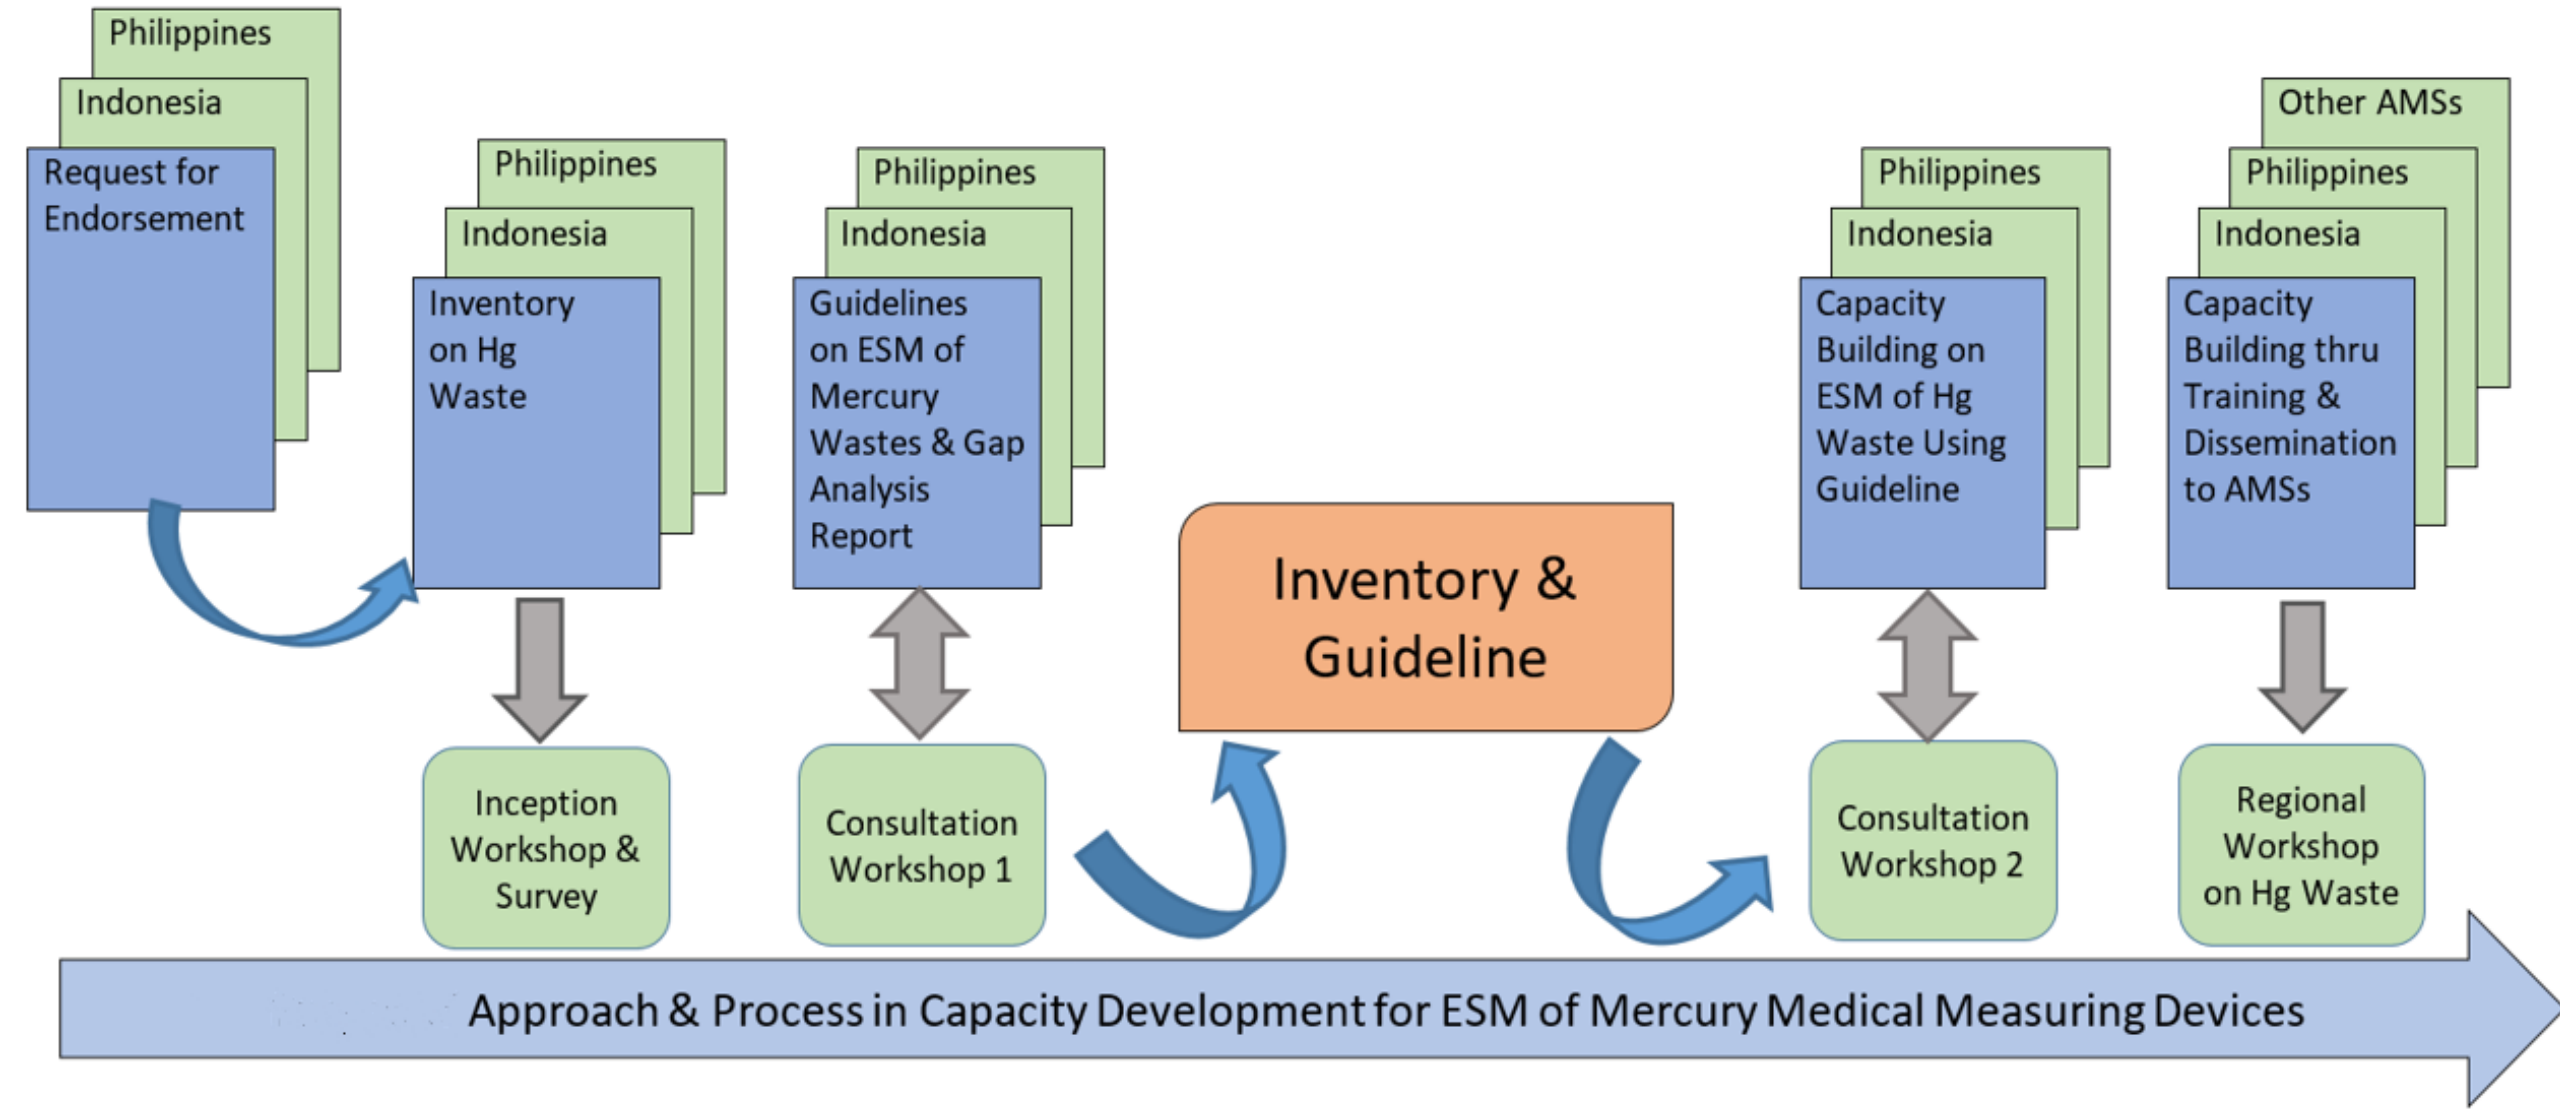 Philippines
Indonesia
Request for
Endorsement
Philippines
Indonesia
Inventory
on Hg
Waste
Inception
Workshop &
Survey
Philippines
Indonesia
Guidelines
on ESM of
Mercury
Wastes & Gap
Analysis
Report
Consultation
Workshop 1
Inventory &
Guideline
Philippines
Indonesia
Capacity
Building on
ESM of Hg
Waste Using
Guideline
Consultation
Workshop 2
Other AMSs
Philippines
Indonesia
Capacity
Building thru
Training &
Dissemination
to AMSs
Regional
Workshop
on Hg Waste
Approach & Process in Capacity Development for ESM of Mercury Medical Measuring Devices